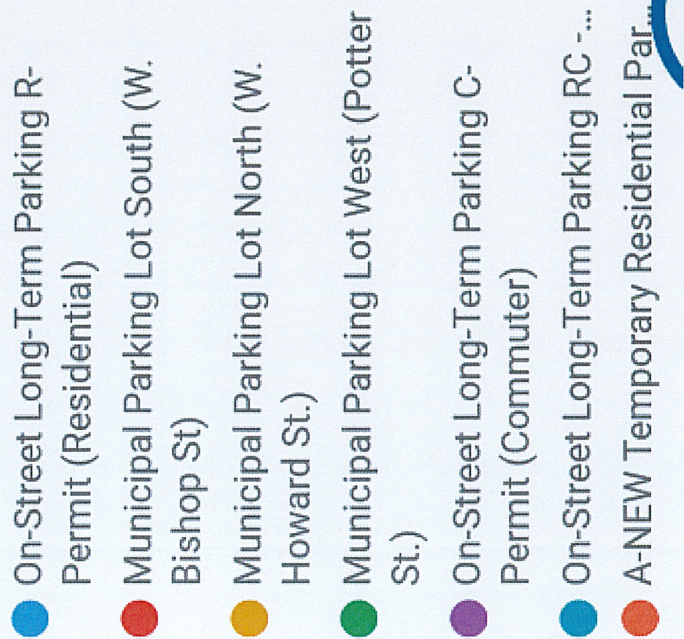 On-Street Long-Term Parking R-
Permit (Residential)
Municipal Parking Lot South (W.
Bishop St)
Municipal Parking Lot North (W.
Howard St.)
Municipal Parking Lot West (Potter
St.)
On-Street Long-Term Parking C-
Permit (Commuter)
On-Street Long-Term Parking RC -...
A-NEW Temporary Residential Par...